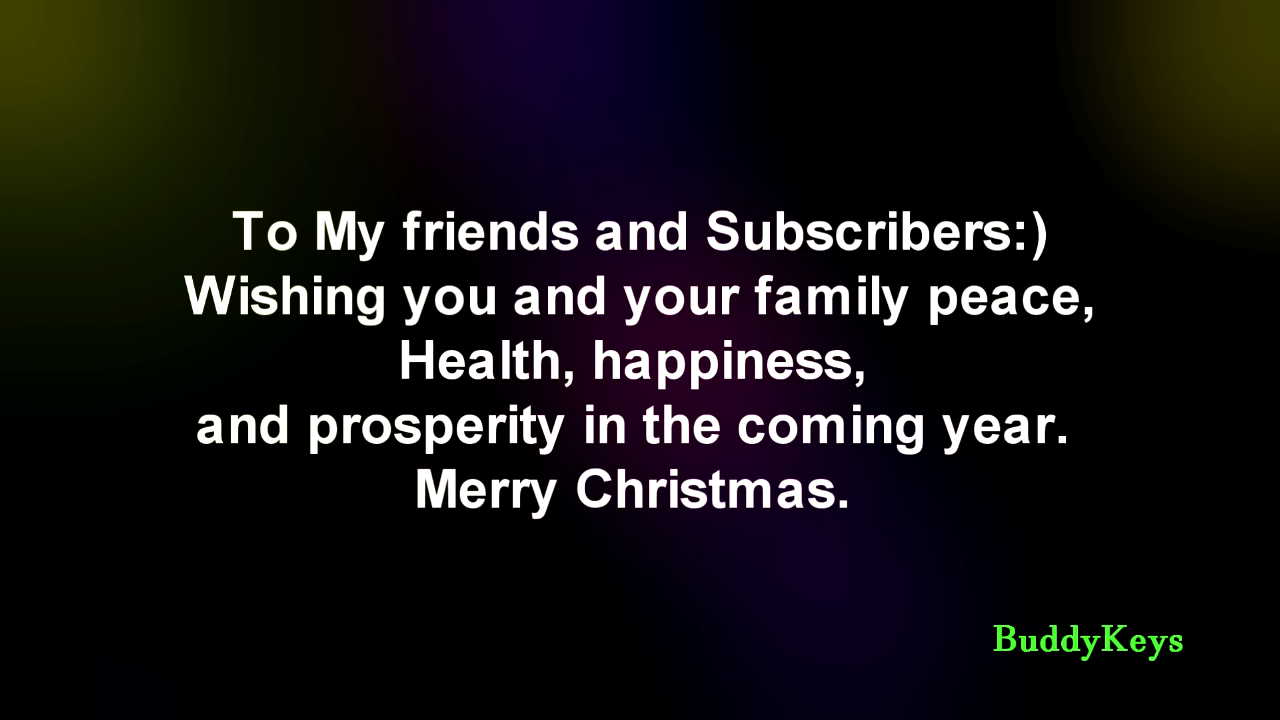 To My friends and Subscribers:)
Wishing you and your family peace,
Health, happiness,
and prosperity in the coming year.
Merry Christmas.
BuddyKeys